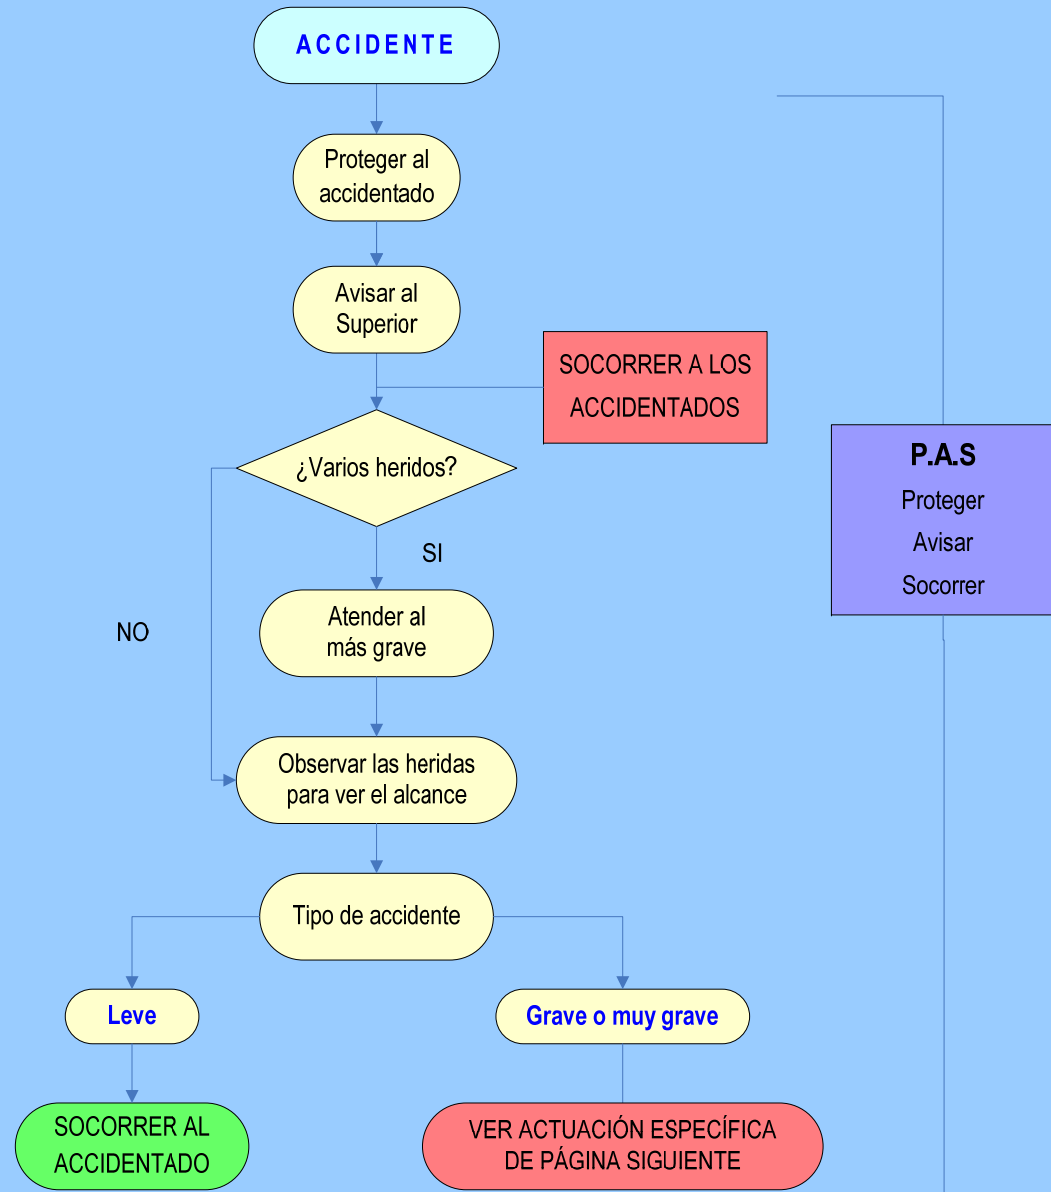 ACCIDENTE
Proteger al
accidentado
Avisar al
Superior
SOCORRER A LOS
ACCIDENTADOS
¿Varios heridos?
P.A.S
Proteger
Avisar
Socorrer
SI
NO
Atender al
más grave
Observar las heridas
para ver el alcance
Tipo de accidente
Leve
Grave o muy grave
SOCORRER AL
ACCIDENTADO
VER ACTUACIÓN ESPECÍFICA
DE PÁGINA SIGUIENTE